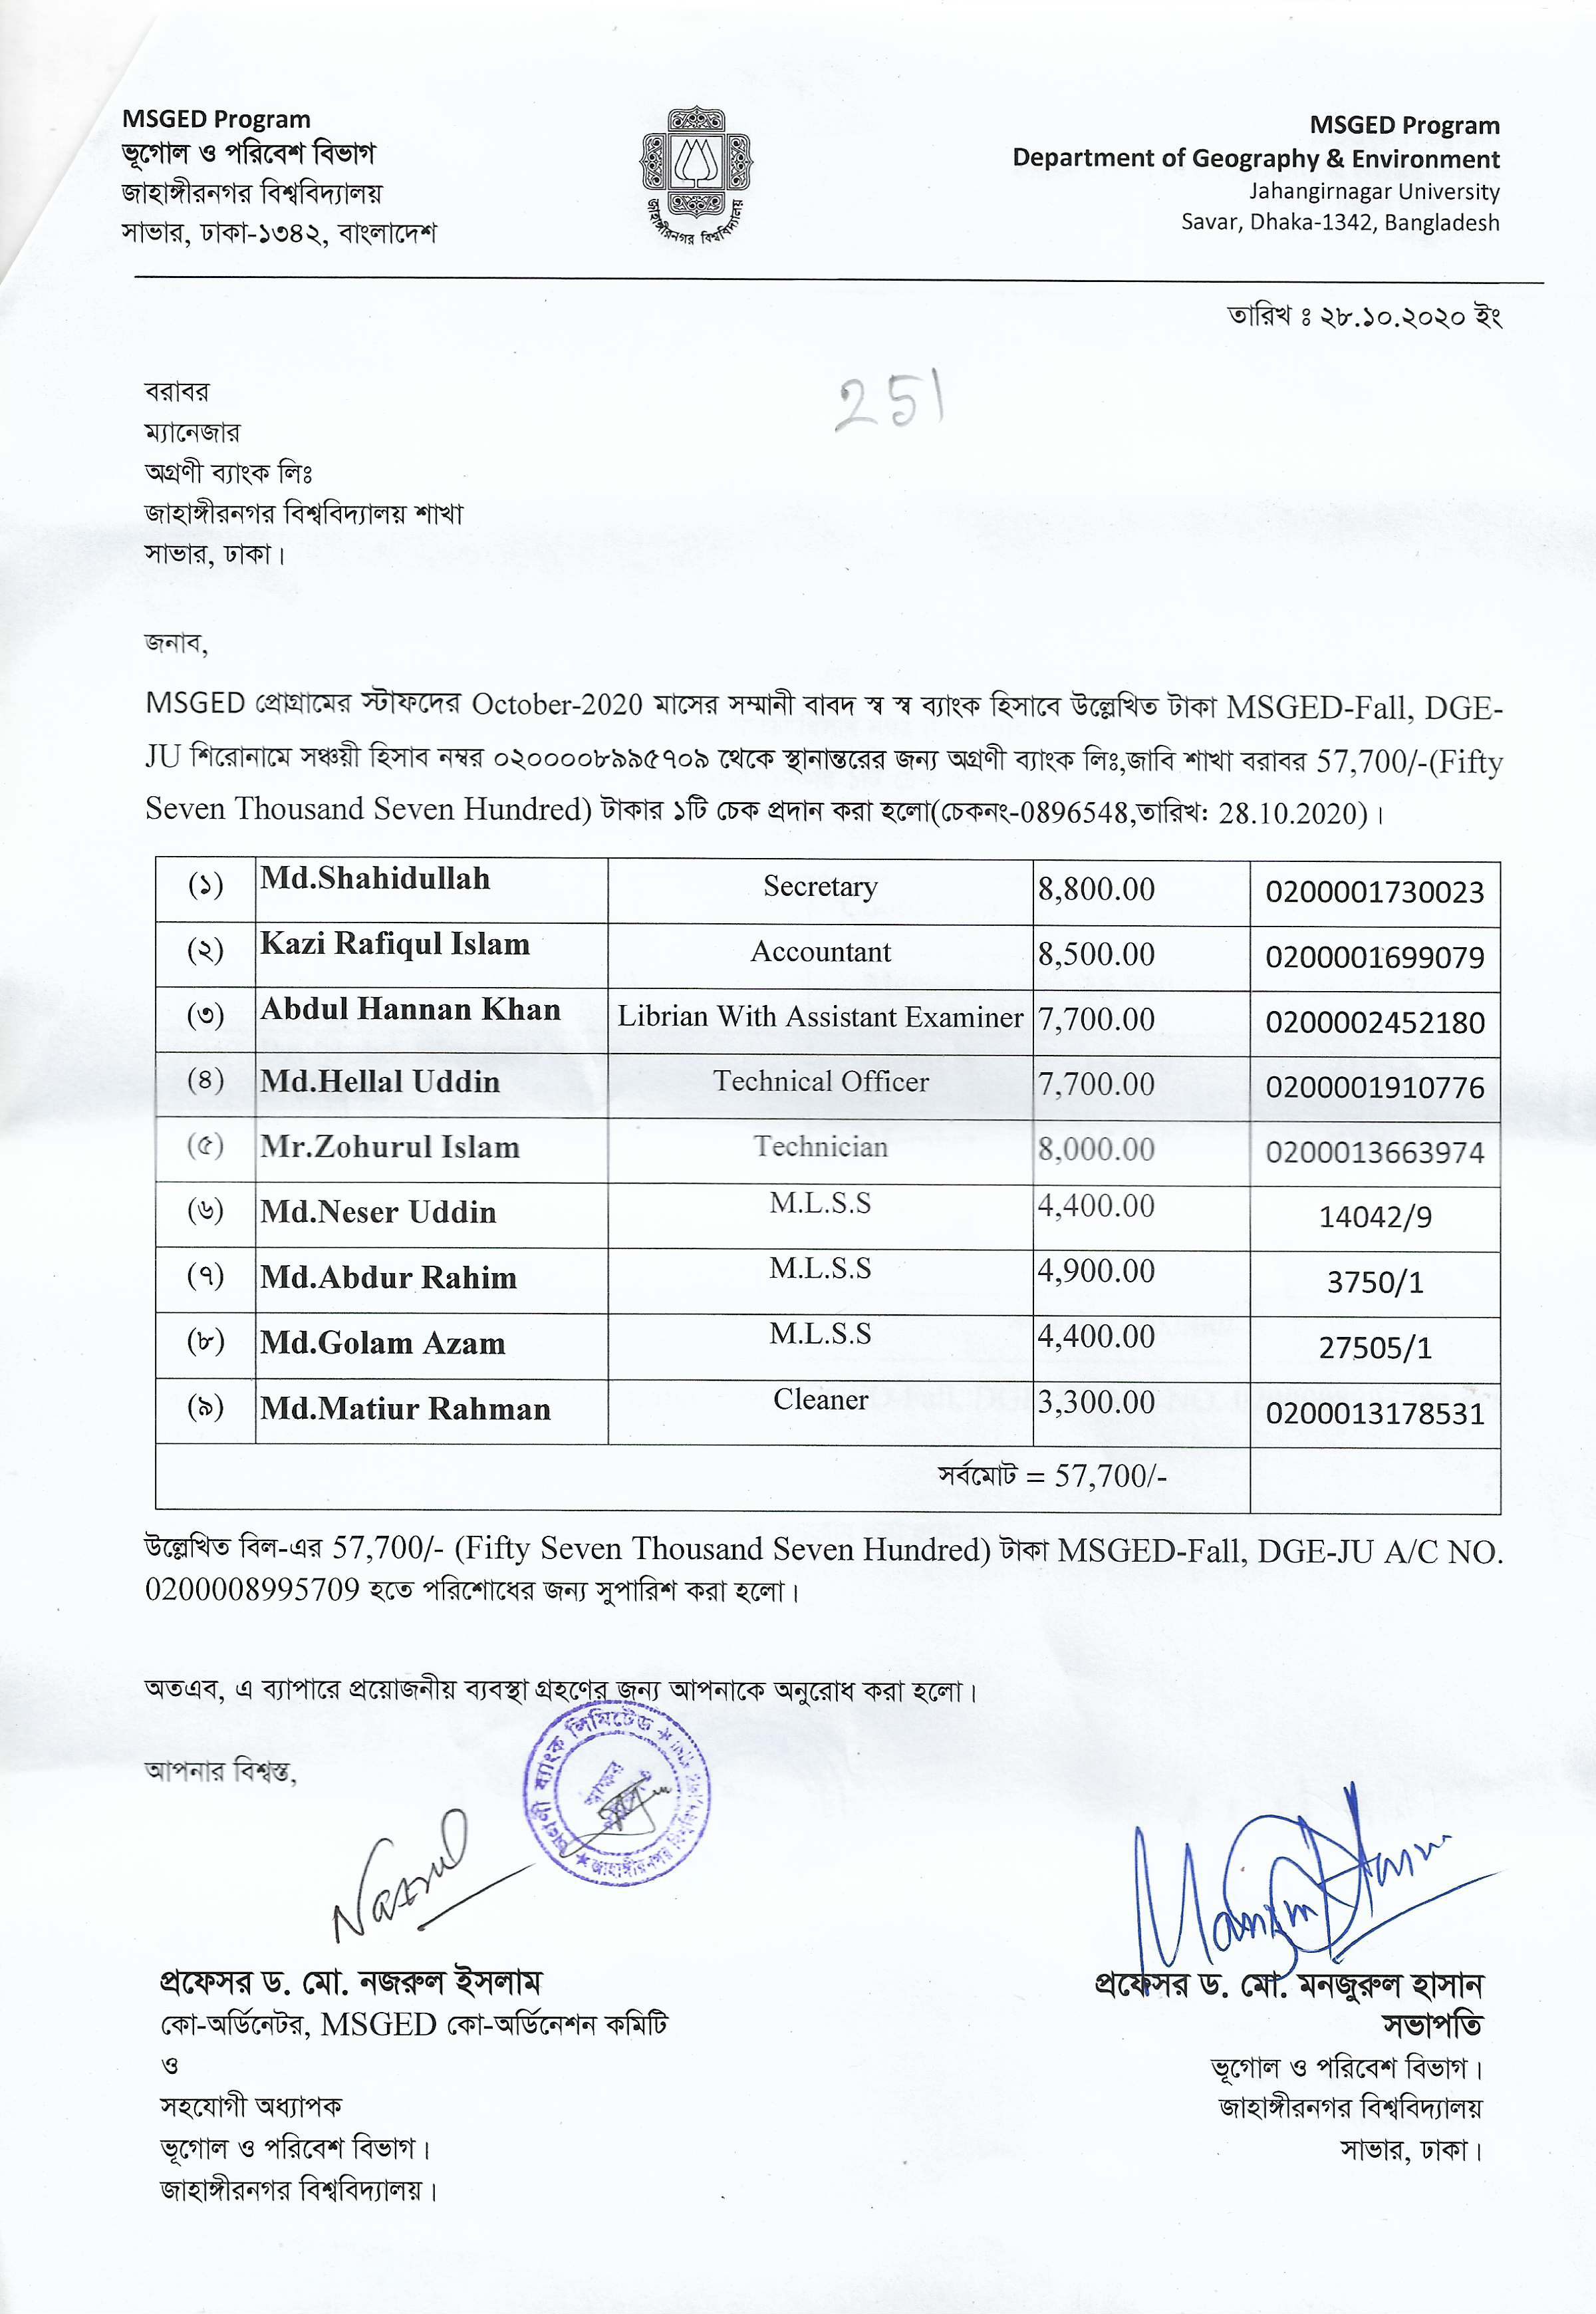 MSGED Program
ভূগোল ও পরিবেশ বিভাগ
জাহাঙ্গীরনগর বিশ্ববিদ্যালয়
সাভার, ঢাকা-১৩৪২, বাংলাদেশ
জাহাঙ্গীরনগর বিশ্ববিদ্যালয়
MSGED Program
Department of Geography & Environment
Jahangirnagar University
Savar, Dhaka-1342, Bangladesh
তারিখ ঃ ২৮.১০.২০২০ ইং
251
বরাবর
ম্যানেজার
অগ্রণী ব্যাংক লিঃ
জাহাঙ্গীরনগর বিশ্ববিদ্যালয় শাখা
সাভার, ঢাকা।
জনাব,
MSGED প্রোগ্রামের স্টাফদের October-2020 মাসের সম্মানী বাবদ স্ব স্ব ব্যাংক হিসাবে উল্লেখিত টাকা MSGED-Fall, DGE-
JU শিরোনামে সঞ্চয়ী হিসাব নম্বর ০২০০০০৮৯৯৫৭০৯ থেকে স্থানান্তরের জন্য অগ্রণী ব্যাংক লিঃ,জাবি শাখা বরাবর 57,700/-(Fifty
Seven Thousand Seven Hundred) টাকার ১টি চেক প্রদান করা হলো(চেকনং-0896548,তারিখ: 28.10.2020)।
(১) Md.Shahidullah Secretary 8,800.00 0200001730023
(২) Kazi Rafiqul Islam Accountant 8,500.00 0200001699079
(৩) Abdul Hannan Khan Librian With Assistant Examiner 7,700.00 0200002452180
(৪) Md.Hellal Uddin Technical Officer 7,700.00 0200001910776
(৫) Mr.Zohurul Islam Technician 8,000.00 0200013663974
(৬) Md.Neser Uddin M.L.S.S 4,400.00 14042/9
(৭) Md.Abdur Rahim M.L.S.S 4,900.00 3750/1
(৮) Md.Golam Azam M.L.S.S 4,400.00 27505/1
(৯) Md.Matiur Rahman Cleaner 3,300.00 0200013178531
সর্বমোট = 57,700/-
উল্লেখিত বিল-এর 57,700/- (Fifty Seven Thousand Seven Hundred) টাকা MSGED-Fall, DGE-JU A/C NO.
0200008995709 হতে পরিশোধের জন্য সুপারিশ করা হলো।
অতএব, এ ব্যাপারে প্রয়োজনীয় ব্যবস্থা গ্রহণের জন্য আপনাকে অনুরোধ করা হলো।
আপনার বিশ্বস্ত,
অগ্রণী ব্যাংক লিমিটেড
জাহাঙ্গীরনগর বিশ্ববিদ্যালয়
Nazrul
প্রফেসর ড. মো. নজরুল ইসলাম
কো-অর্ডিনেটর, MSGED কো-অর্ডিনেশন কমিটি
ও
সহযোগী অধ্যাপক
ভূগোল ও পরিবেশ বিভাগ।
জাহাঙ্গীরনগর বিশ্ববিদ্যালয়।
প্রফেসর ড. মো. মনজুরুল হাসান
সভাপতি
ভূগোল ও পরিবেশ বিভাগ।
জাহাঙ্গীরনগর বিশ্ববিদ্যালয়
সাভার, ঢাকা।